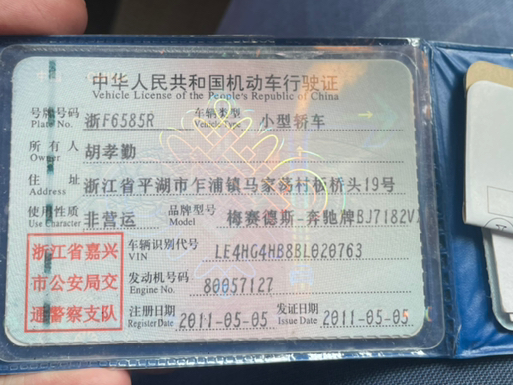 中华人民共和国机动车行驶证
Vehicle License of the People's Republic of China
号牌号码 浙F6585R 车辆类型 小型轿车
Plate No. Vehicle Type
所有人 胡孝勤
Owner
住址 浙江省平湖市乍浦镇马家荡村板桥头19号
Address
使用性质 非营运 品牌型号 梅赛德斯-奔驰牌BJ7182V
Use Character Model
浙江省嘉兴
市公安局交
通警察支队
车辆识别代号 LE4HG4HB8BL020763
VIN
发动机号码 80057127
Engine No.
注册日期 2011-05-05 发证日期 2011-05-05
Register Date Issue Date